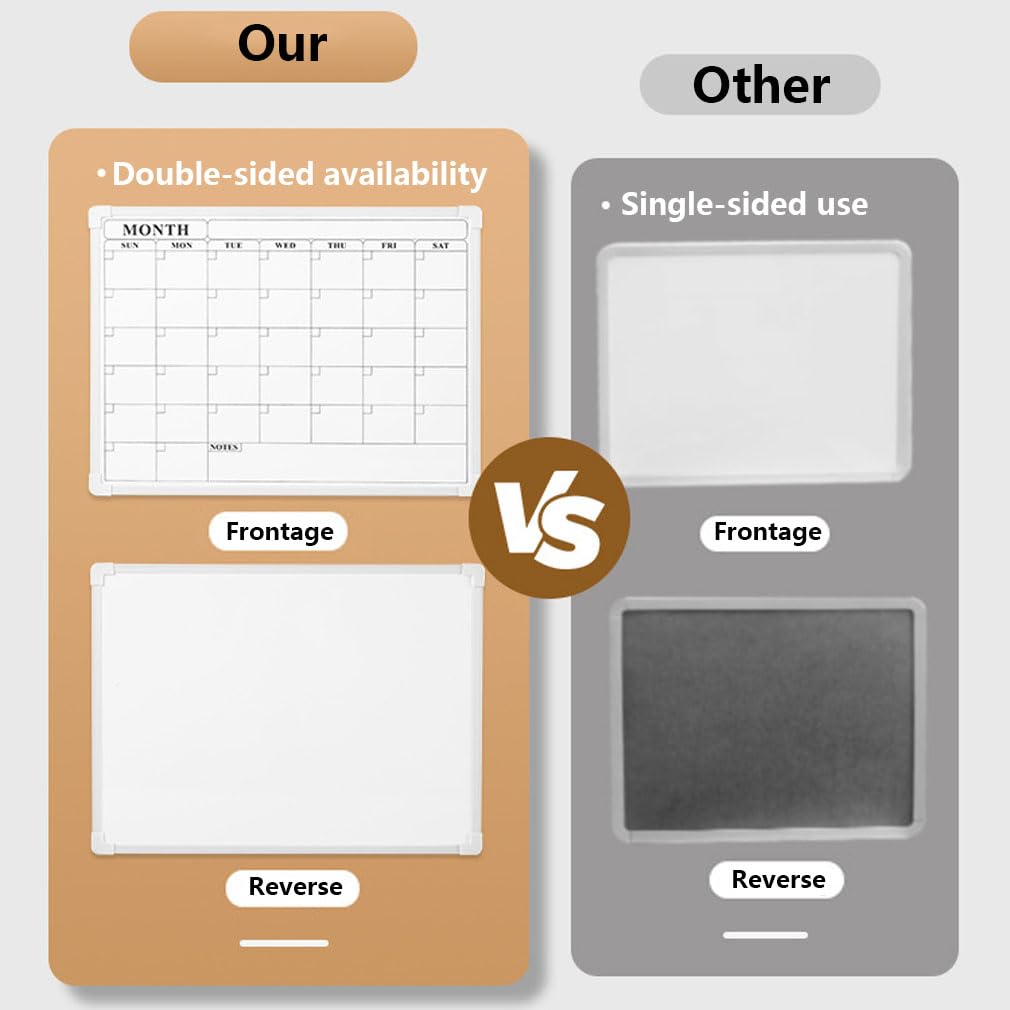 Our
• Double-sided availability
MONTH
SUN MON TUE WED THU FRI SAT
NOTES
Frontage
Reverse
VS
Other
• Single-sided use
Frontage
Reverse